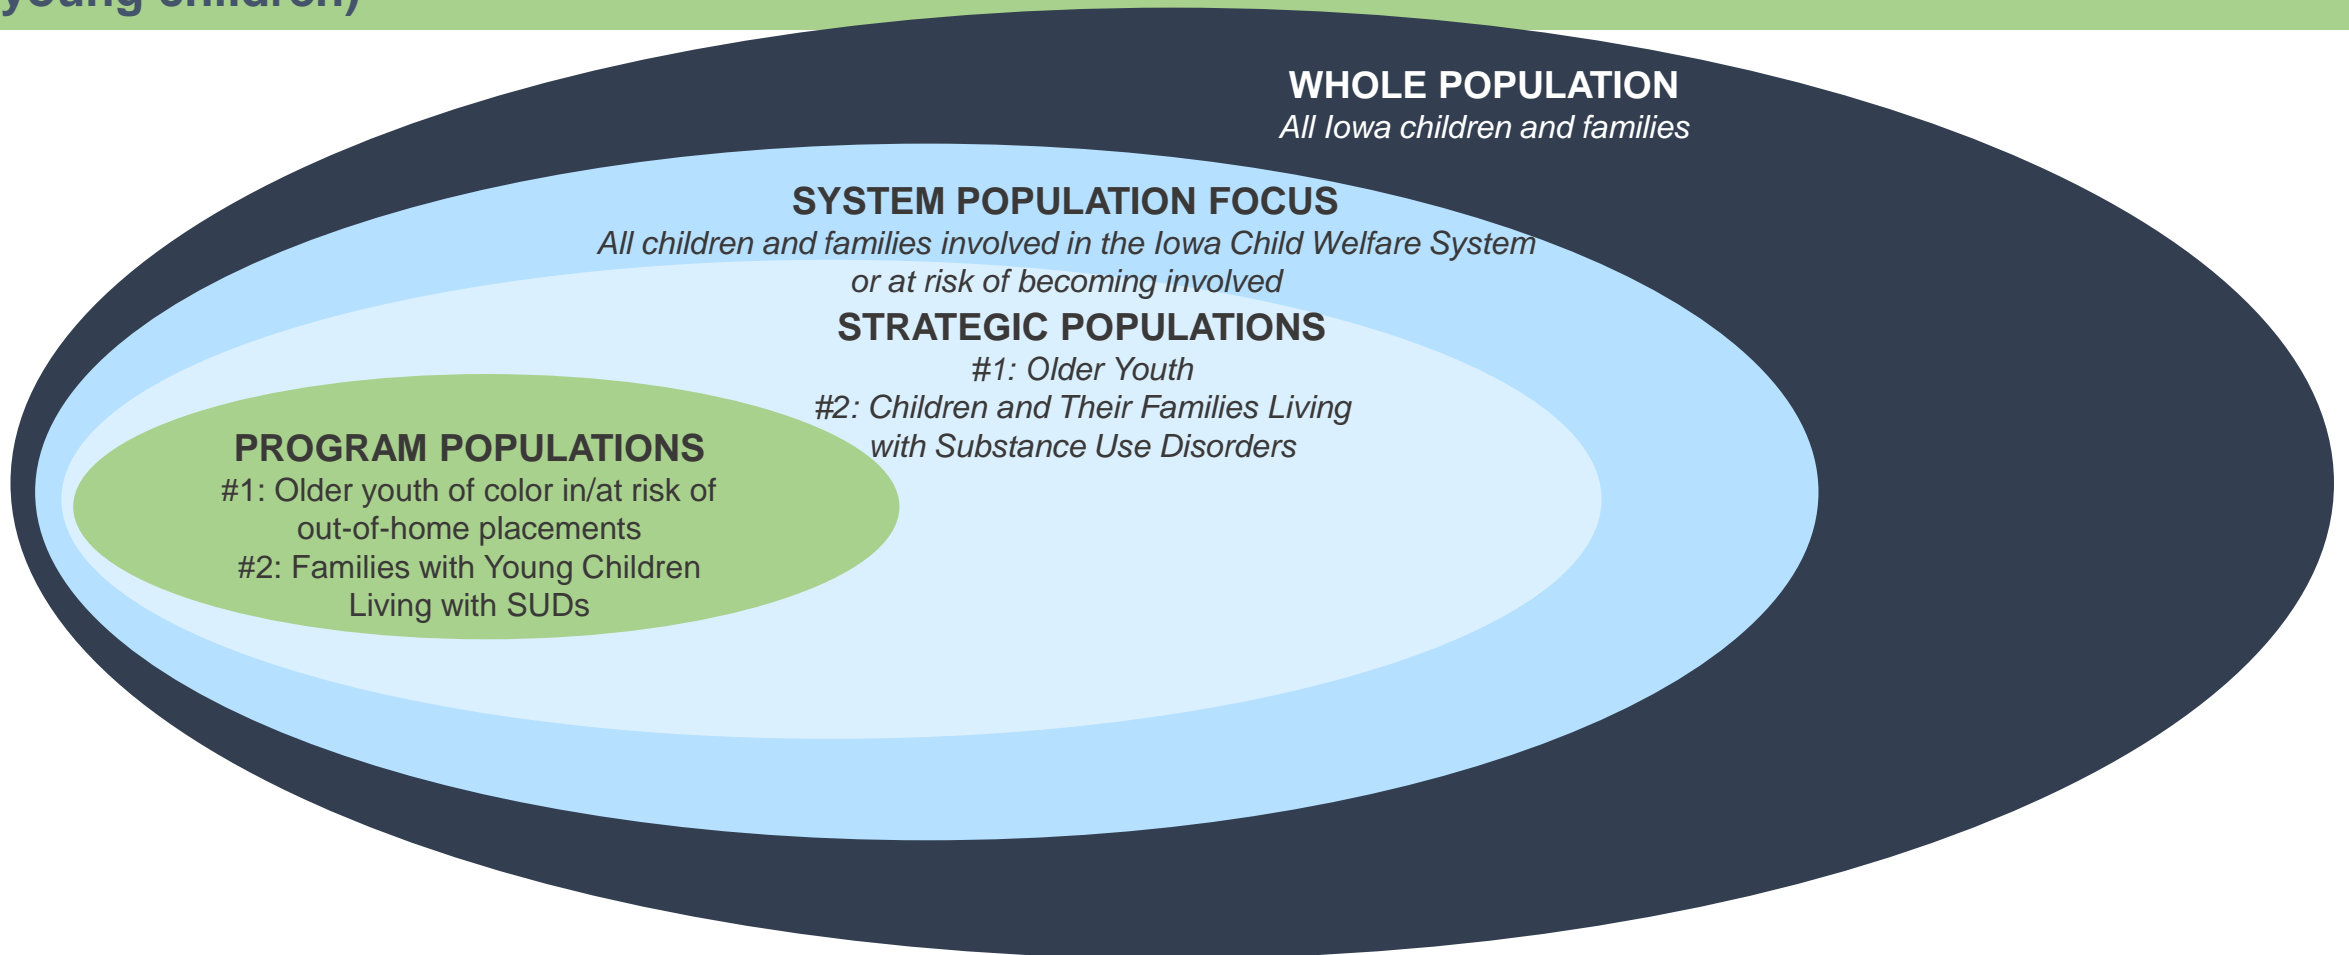 young children)
WHOLE POPULATION
All Iowa children and families
SYSTEM POPULATION FOCUS
All children and families involved in the Iowa Child Welfare System
or at risk of becoming involved
STRATEGIC POPULATIONS
#1: Older Youth
#2: Children and Their Families Living
with Substance Use Disorders
PROGRAM POPULATIONS
#1: Older youth of color in/at risk of
out-of-home placements
#2: Families with Young Children
Living with SUDs